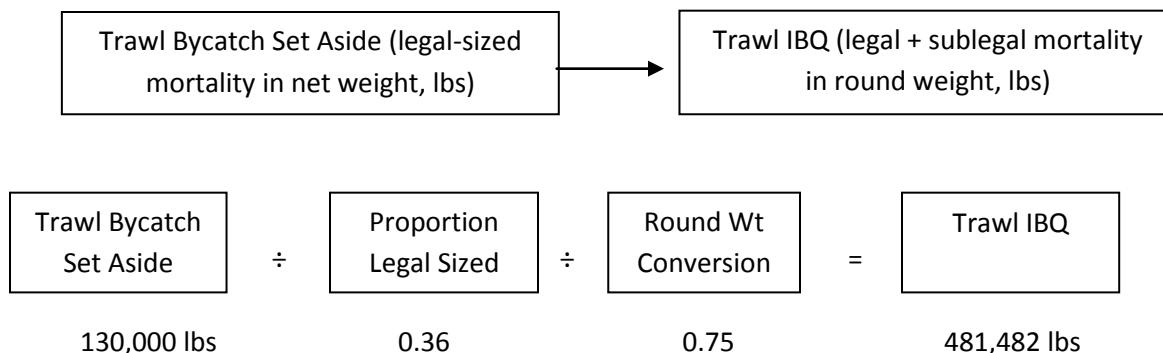 Trawl Bycatch Set Aside (legal-sized
mortality in net weight, lbs)
Trawl IBQ (legal + sublegal mortality
in round weight, lbs)
Trawl Bycatch
Set Aside
÷
Proportion
Legal Sized
÷
Round Wt
Conversion
=
Trawl IBQ
130,000 lbs
0.36
0.75
481,482 lbs